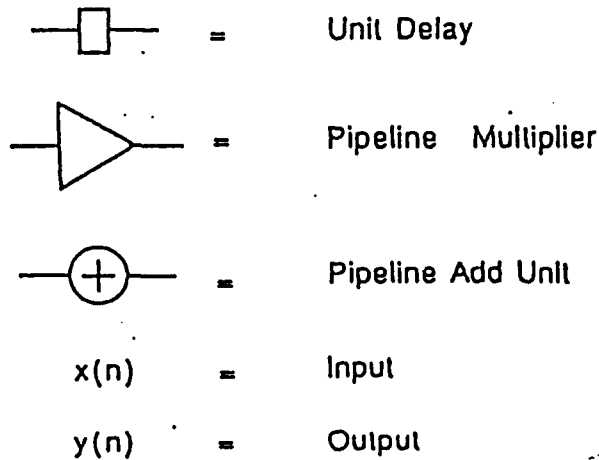 = Unit Delay
= Pipeline Multiplier
+ = Pipeline Add Unit
x(n) = Input
y(n) = Output